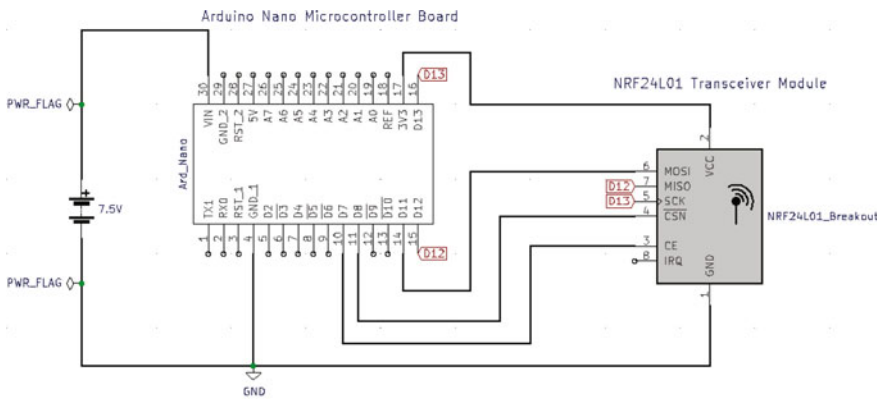 Arduino Nano Microcontroller Board
NRF24L01 Transceiver Module
PWR_FLAG
7.5V
PWR_FLAG
GND
Ard_Nano
30 29 28 27 26 25 24 23 22 21 20 19 18 17 16
VIN GND_2 RST_2 5V A7 A6 A5 A4 A3 A2 A1 A0 REF 3V3 D13
D13
TX1 RX0 RST_1 GND_1 D2 D3 D4 D5 D6 D7 D8 D9 D10 D11 D12
1 2 3 4 5 6 7 8 9 10 11 12 13 14 15
D12
2
VCC
6 MOSI
D12 7 MISO
D13 5 SCK
4 CSN
3 CE
8 IRQ
GND
1
NRF24L01_Breakout